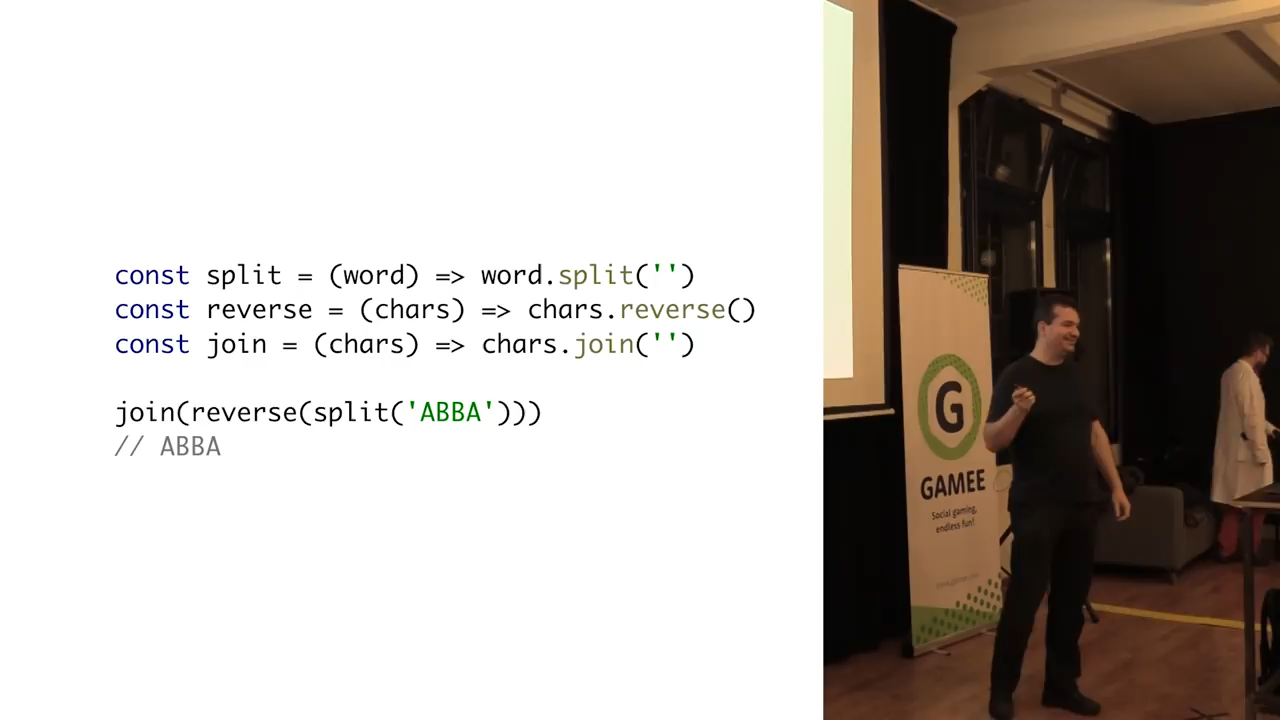 const split = (word) => word.split('')
const reverse = (chars) => chars.reverse()
const join = (chars) => chars.join('')
join(reverse(split('ABBA')))
// ABBA
G
GAMEE
Social gaming,
endless fun!